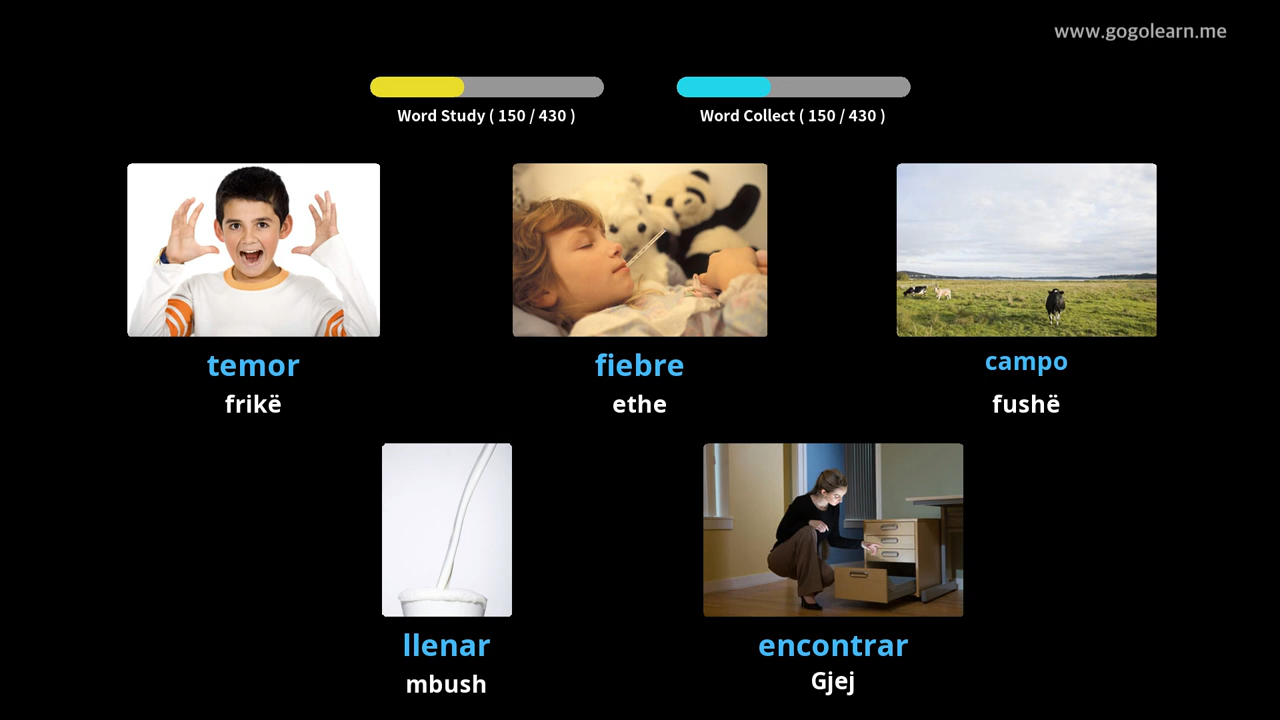 www.gogolearn.me
Word Study ( 150 / 430 )
Word Collect ( 150 / 430 )
temor
frikë
fiebre
ethe
campo
fushë
llenar
mbush
encontrar
Gjej